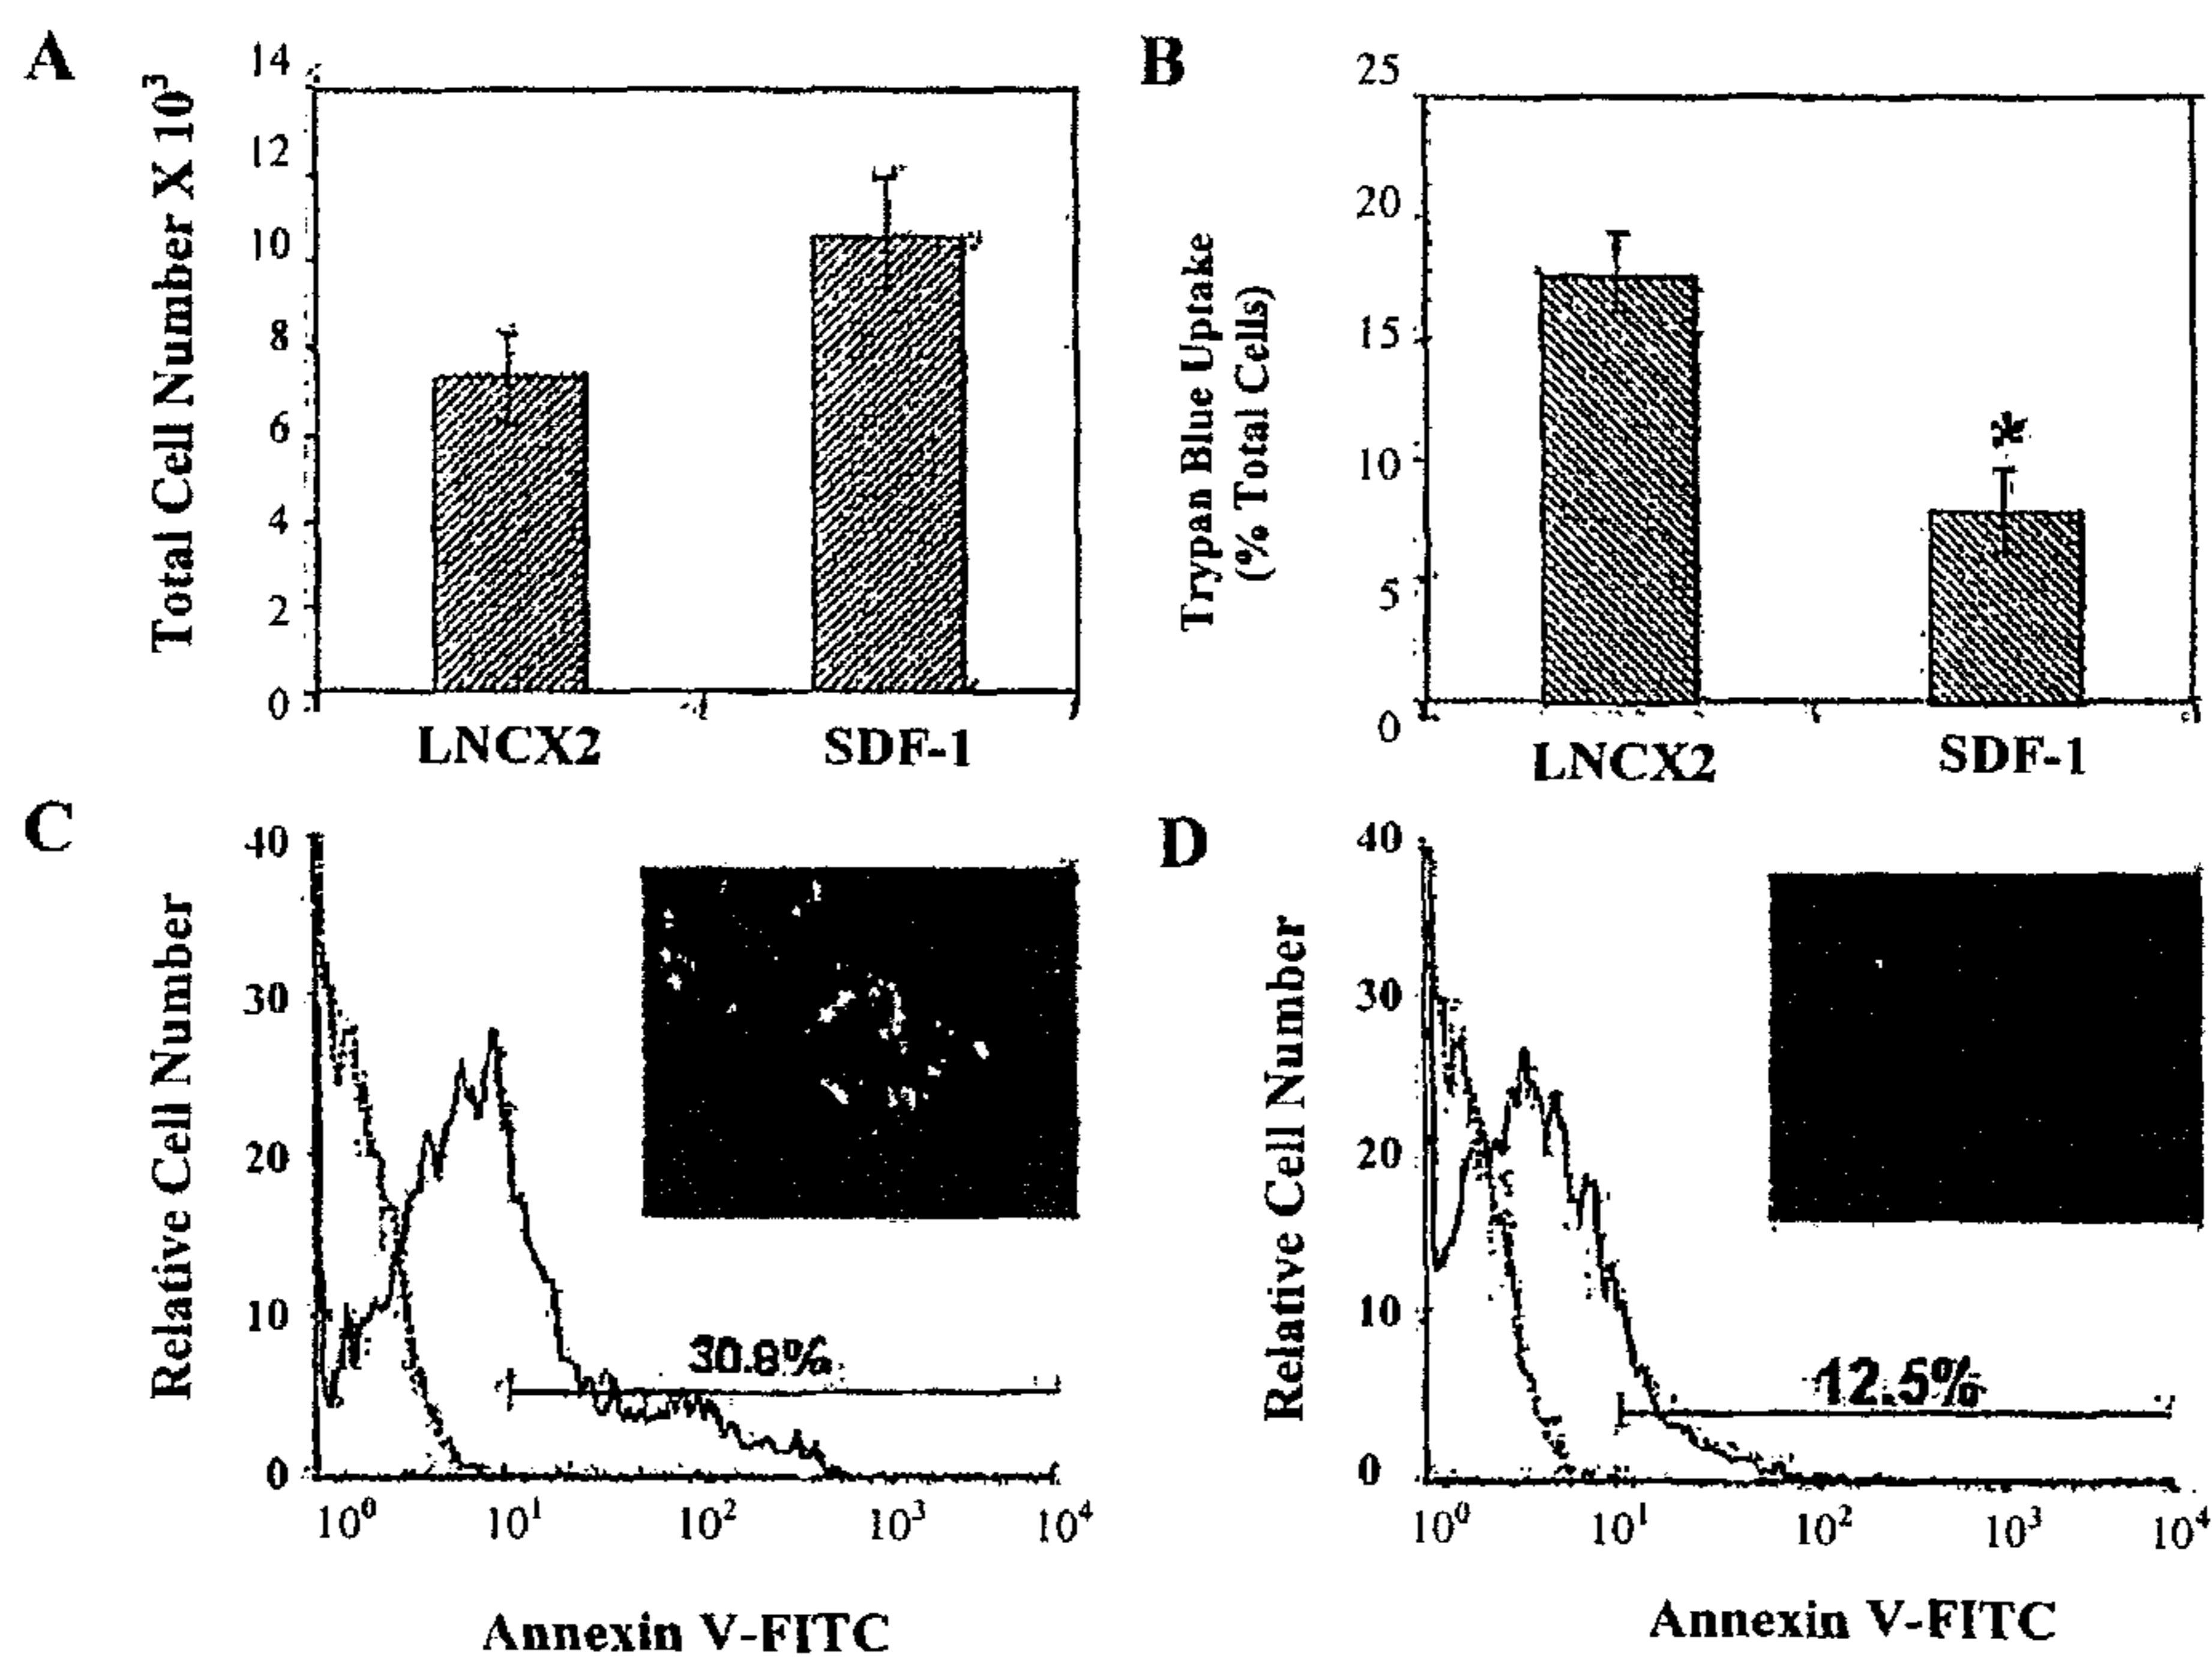 A
Total Cell Number X 10³
14
12
10
8
6
4
2
0
LNCX2 SDF-1
B
Trypan Blue Uptake
(% Total Cells)
25
20
15
10
5
0
*
LNCX2 SDF-1
C
Relative Cell Number
40
30
20
10
0
30.8%
10⁰ 10¹ 10² 10³ 10⁴
Annexin V-FITC
D
Relative Cell Number
40
30
20
10
0
12.5%
10⁰ 10¹ 10² 10³ 10⁴
Annexin V-FITC